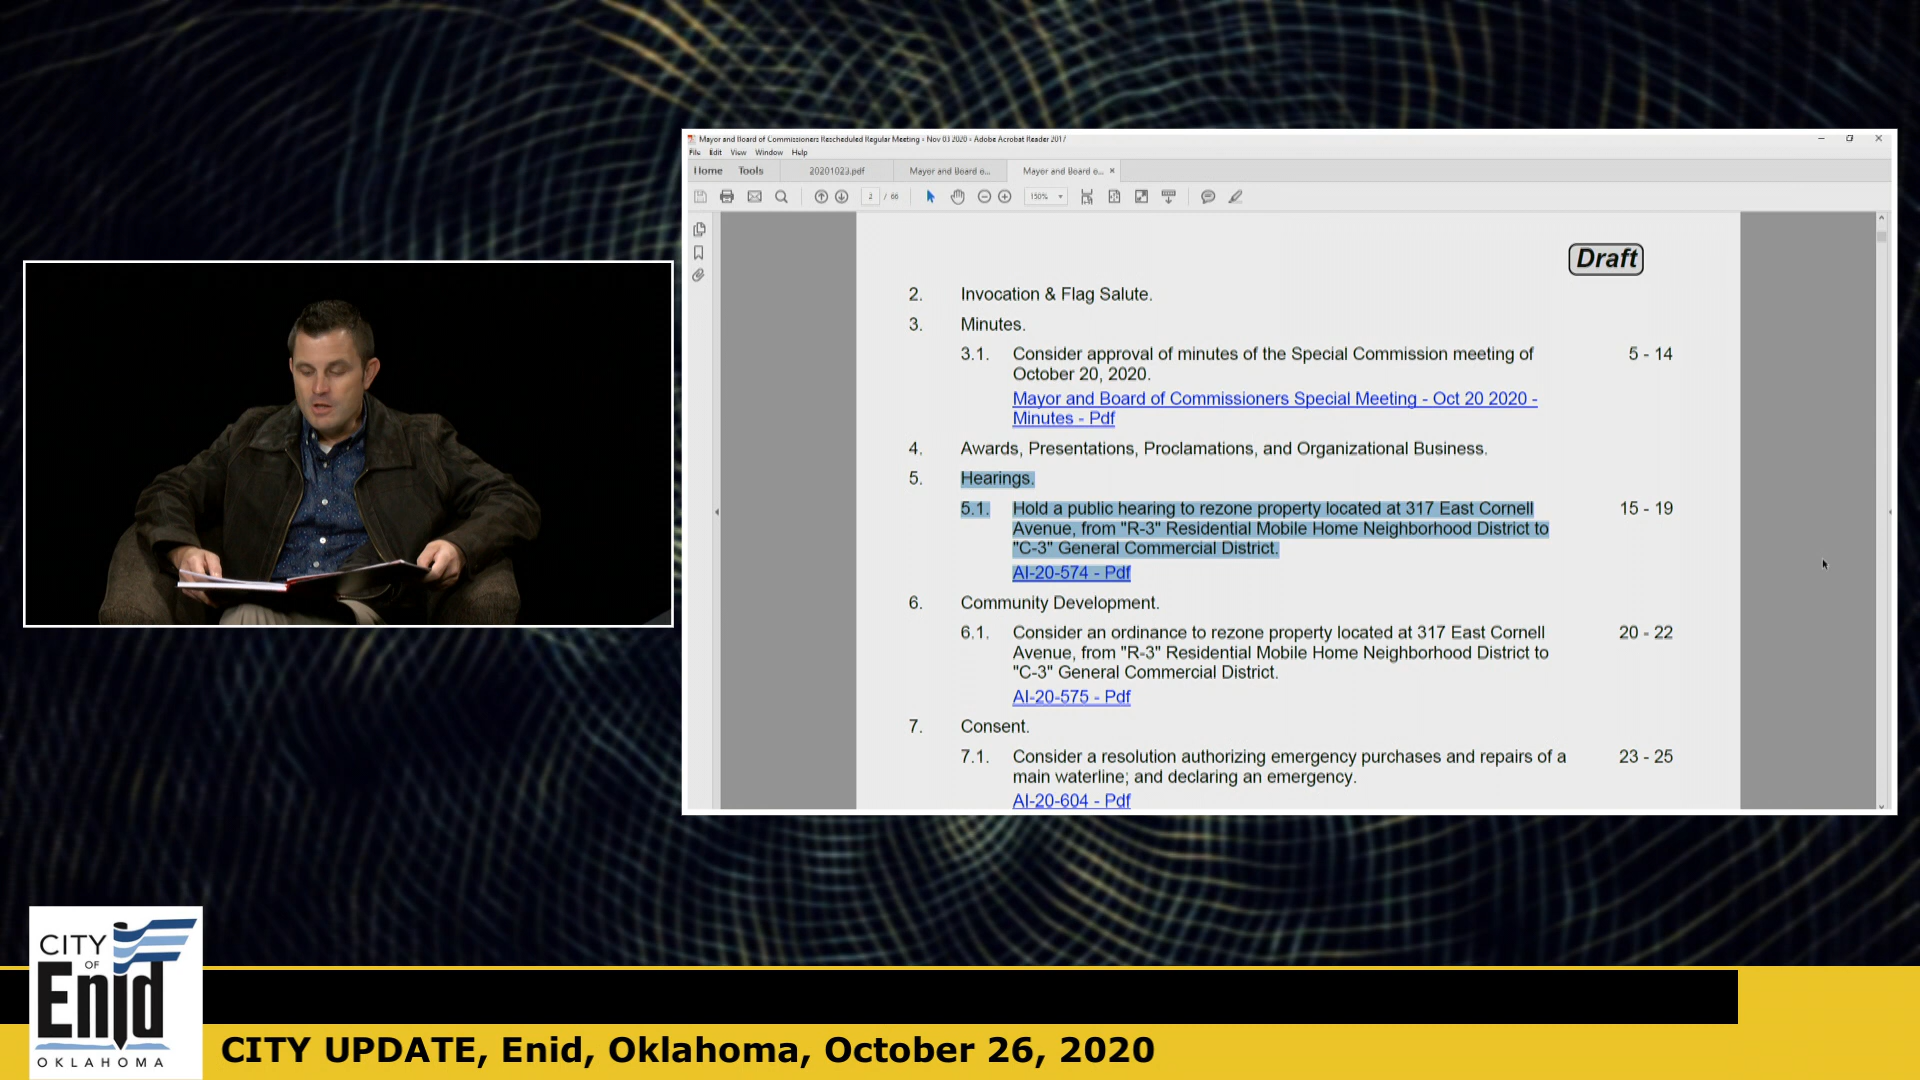 Mayor and Board of Commissioners Rescheduled Regular Meeting - Nov 03 2020 - Adobe Acrobat Reader 2017
File Edit View Window Help
Home Tools 20201023.pdf Mayor and Board o... Mayor and Board o... ×
2 / 66 150%
Draft
2. Invocation & Flag Salute.
3. Minutes.
3.1. Consider approval of minutes of the Special Commission meeting of 5 - 14
October 20, 2020.
Mayor and Board of Commissioners Special Meeting - Oct 20 2020 -
Minutes - Pdf
4. Awards, Presentations, Proclamations, and Organizational Business.
5. Hearings.
5.1. Hold a public hearing to rezone property located at 317 East Cornell 15 - 19
Avenue, from "R-3" Residential Mobile Home Neighborhood District to
"C-3" General Commercial District.
AI-20-574 - Pdf
6. Community Development.
6.1. Consider an ordinance to rezone property located at 317 East Cornell 20 - 22
Avenue, from "R-3" Residential Mobile Home Neighborhood District to
"C-3" General Commercial District.
AI-20-575 - Pdf
7. Consent.
7.1. Consider a resolution authorizing emergency purchases and repairs of a 23 - 25
main waterline; and declaring an emergency.
AI-20-604 - Pdf
CITY
OF
Enid
OKLAHOMA
CITY UPDATE, Enid, Oklahoma, October 26, 2020